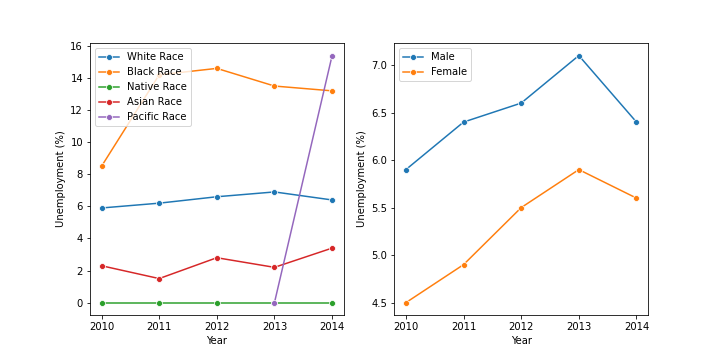 White Race
Black Race
Native Race
Asian Race
Pacific Race
16
14
12
10
8
6
4
2
0
Unemployment (%)
2010 2011 2012 2013 2014
Year
Male
Female
7.0
6.5
6.0
5.5
5.0
4.5
Unemployment (%)
2010 2011 2012 2013 2014
Year